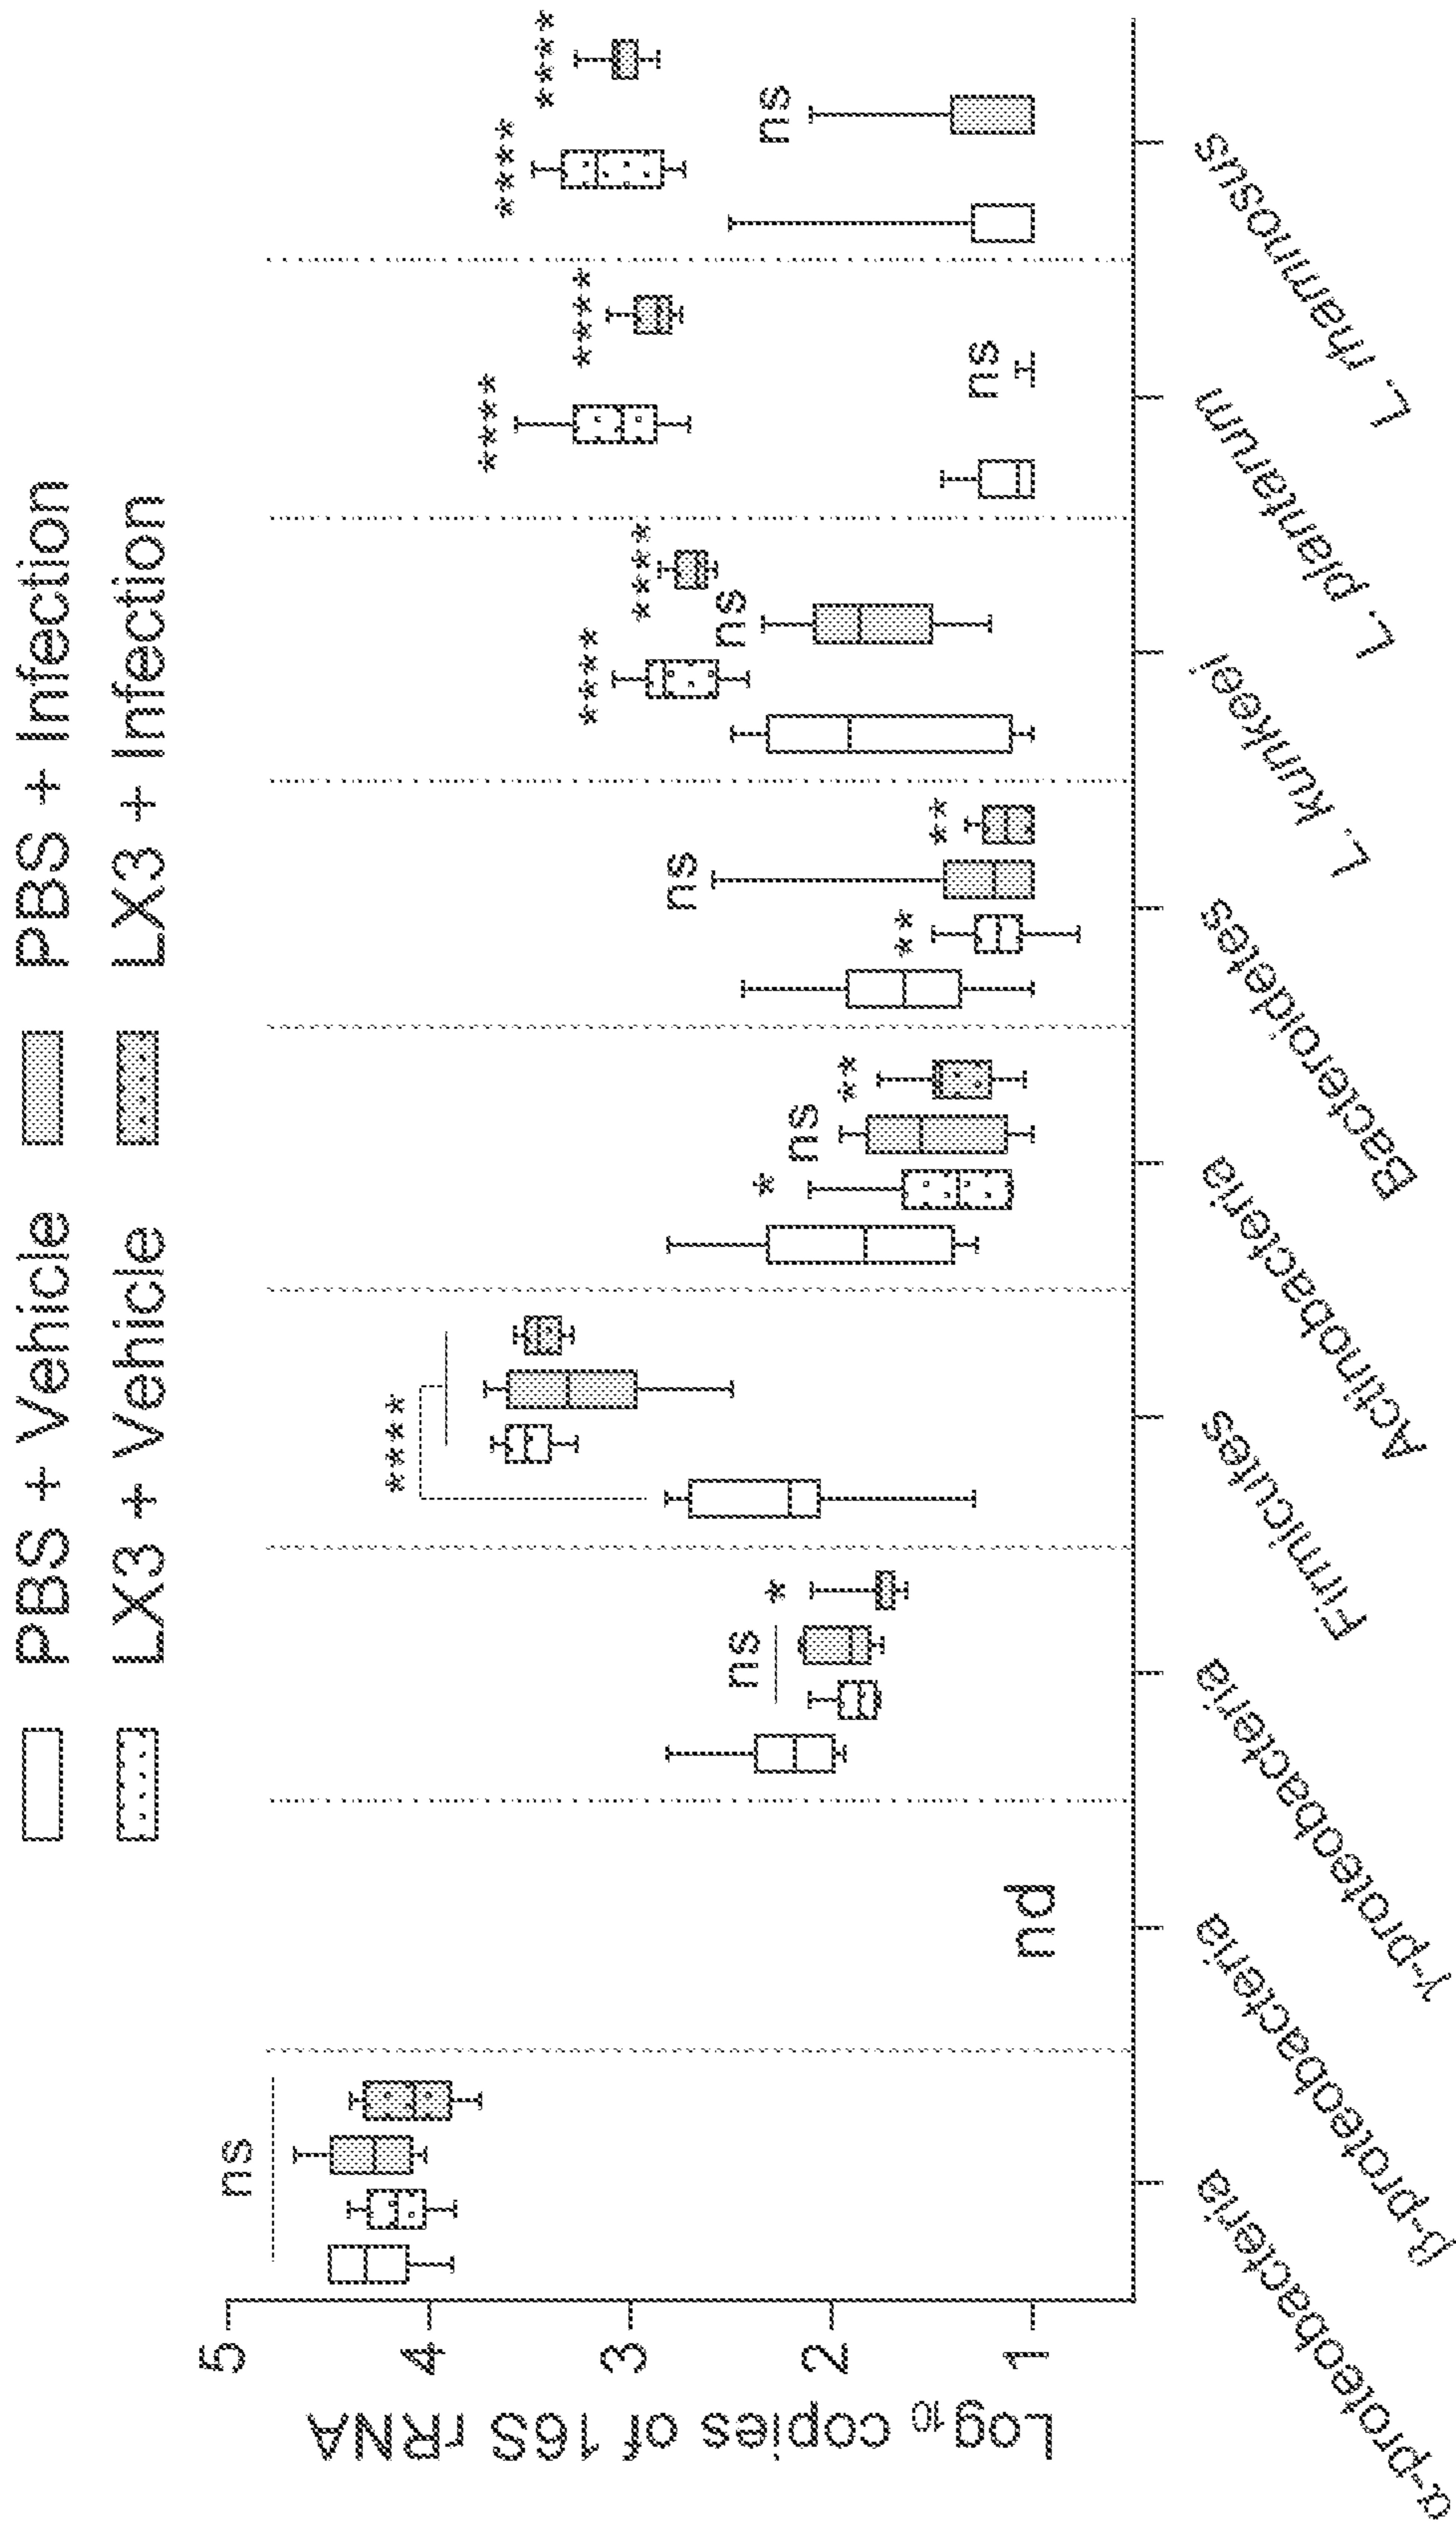 PBS + Vehicle PBS + Infection
LX3 + Vehicle LX3 + Infection
Log₁₀ copies of 16S rRNA
5
4
3
2
1
ns
nd
ns
*
****
*
ns
**
**
ns
**
****
ns
****
****
ns
****
****
ns
****
α-proteobacteria
β-proteobacteria
γ-proteobacteria
Firmicutes
Actinobacteria
Bacteroidetes
L. kunkeei
L. plantarum
L. rhamnosus